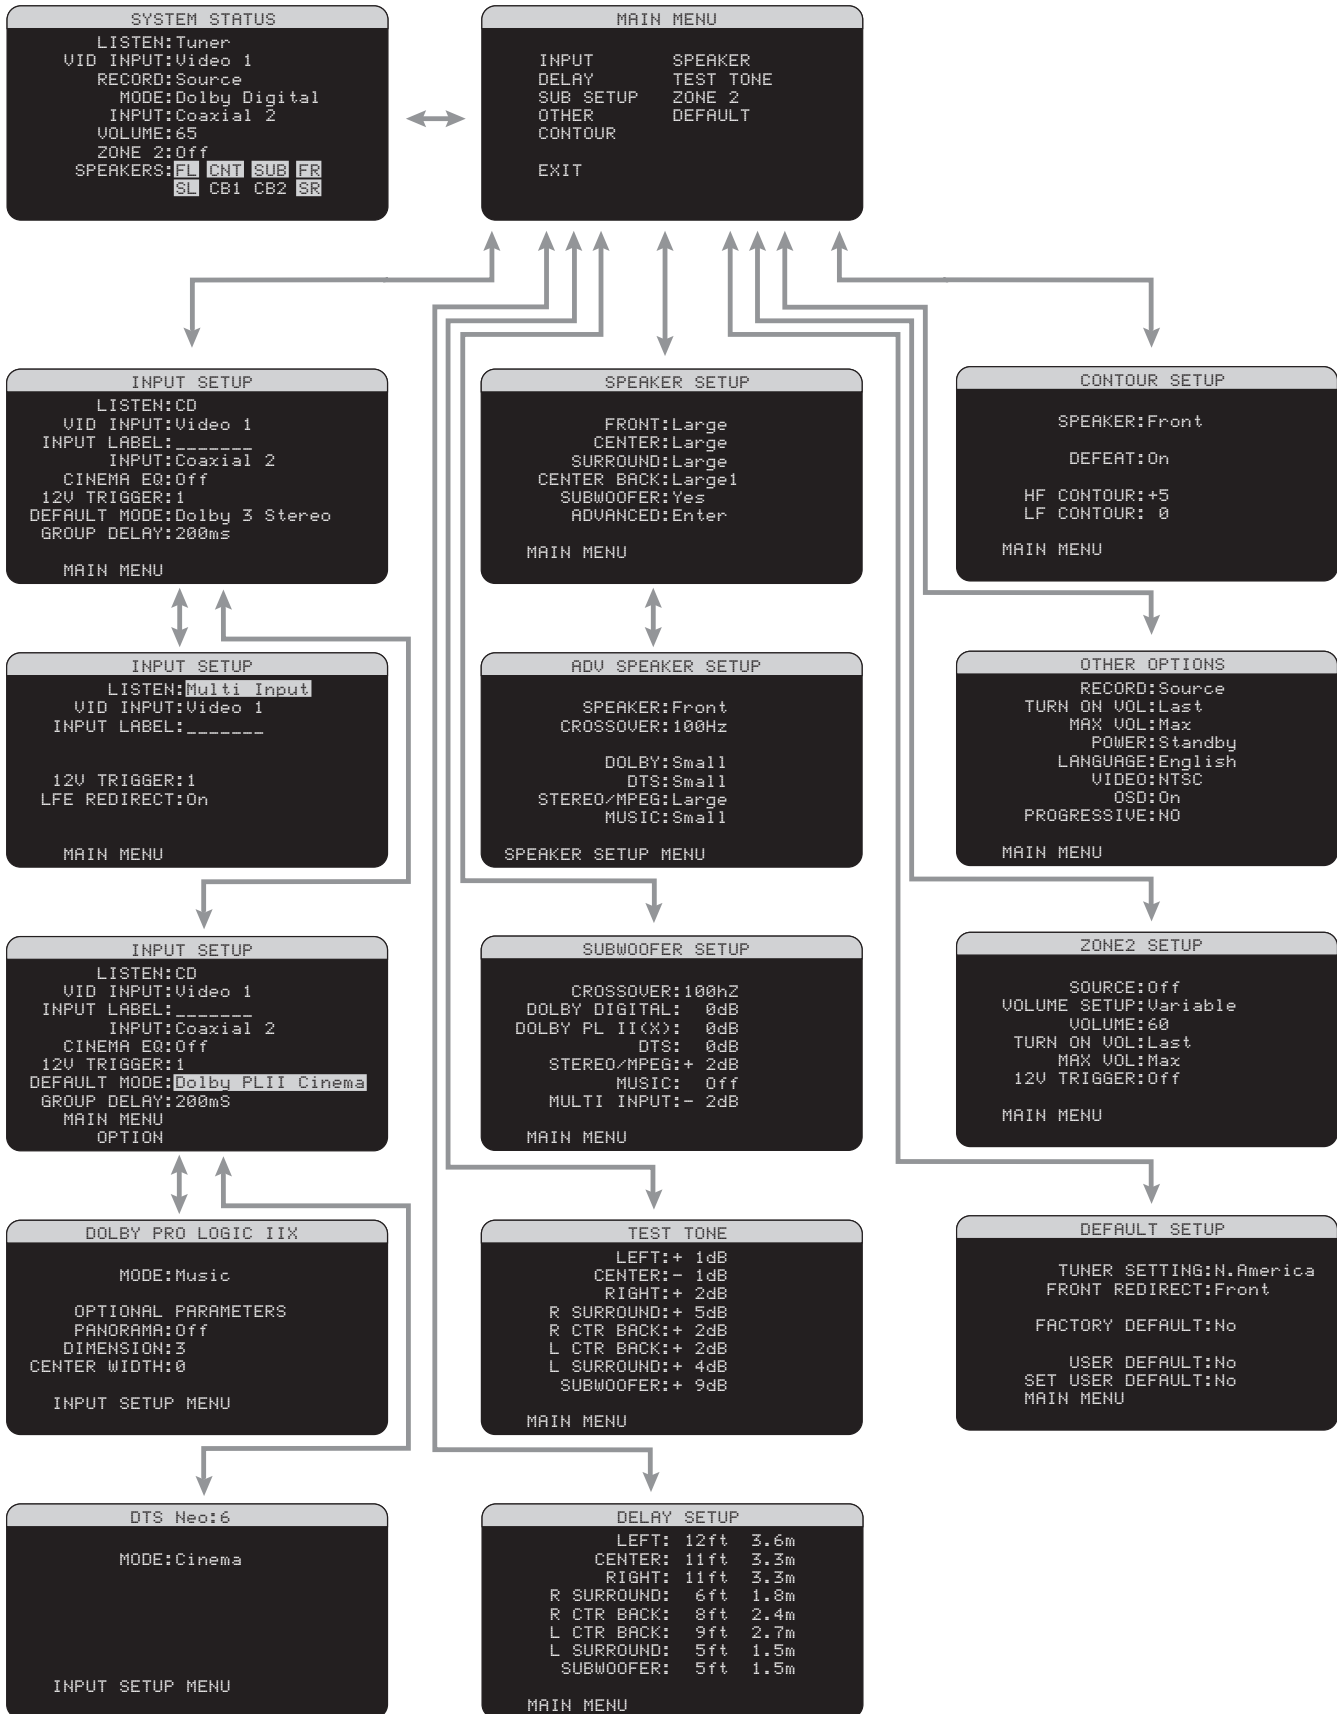 SYSTEM STATUS
LISTEN:Tuner
VID INPUT:Video 1
RECORD:Source
MODE:Dolby Digital
INPUT:Coaxial 2
VOLUME:65
ZONE 2:Off
SPEAKERS:FL CNT SUB FR
SL CB1 CB2 SR
MAIN MENU
INPUT SPEAKER
DELAY TEST TONE
SUB SETUP ZONE 2
OTHER DEFAULT
CONTOUR
EXIT
INPUT SETUP
LISTEN:CD
VID INPUT:Video 1
INPUT LABEL:_______
INPUT:Coaxial 2
CINEMA EQ:Off
12V TRIGGER:1
DEFAULT MODE:Dolby 3 Stereo
GROUP DELAY:200ms
MAIN MENU
SPEAKER SETUP
FRONT:Large
CENTER:Large
SURROUND:Large
CENTER BACK:Large1
SUBWOOFER:Yes
ADVANCED:Enter
MAIN MENU
CONTOUR SETUP
SPEAKER:Front
DEFEAT:On
HF CONTOUR:+5
LF CONTOUR: 0
MAIN MENU
INPUT SETUP
LISTEN:Multi Input
VID INPUT:Video 1
INPUT LABEL:_______
12V TRIGGER:1
LFE REDIRECT:On
MAIN MENU
ADV SPEAKER SETUP
SPEAKER:Front
CROSSOVER:100Hz
DOLBY:Small
DTS:Small
STEREO/MPEG:Large
MUSIC:Small
SPEAKER SETUP MENU
OTHER OPTIONS
RECORD:Source
TURN ON VOL:Last
MAX VOL:Max
POWER:Standby
LANGUAGE:English
VIDEO:NTSC
OSD:On
PROGRESSIVE:NO
MAIN MENU
INPUT SETUP
LISTEN:CD
VID INPUT:Video 1
INPUT LABEL:_______
INPUT:Coaxial 2
CINEMA EQ:Off
12V TRIGGER:1
DEFAULT MODE:Dolby PLII Cinema
GROUP DELAY:200mS
MAIN MENU
OPTION
SUBWOOFER SETUP
CROSSOVER:100hZ
DOLBY DIGITAL: 0dB
DOLBY PL II(X): 0dB
DTS: 0dB
STEREO/MPEG:+ 2dB
MUSIC: Off
MULTI INPUT:- 2dB
MAIN MENU
ZONE2 SETUP
SOURCE:Off
VOLUME SETUP:Variable
VOLUME:60
TURN ON VOL:Last
MAX VOL:Max
12V TRIGGER:Off
MAIN MENU
DOLBY PRO LOGIC IIX
MODE:Music
OPTIONAL PARAMETERS
PANORAMA:Off
DIMENSION:3
CENTER WIDTH:0
INPUT SETUP MENU
TEST TONE
LEFT:+ 1dB
CENTER:- 1dB
RIGHT:+ 2dB
R SURROUND:+ 5dB
R CTR BACK:+ 2dB
L CTR BACK:+ 2dB
L SURROUND:+ 4dB
SUBWOOFER:+ 9dB
MAIN MENU
DEFAULT SETUP
TUNER SETTING:N.America
FRONT REDIRECT:Front
FACTORY DEFAULT:No
USER DEFAULT:No
SET USER DEFAULT:No
MAIN MENU
DTS Neo:6
MODE:Cinema
INPUT SETUP MENU
DELAY SETUP
LEFT: 12ft 3.6m
CENTER: 11ft 3.3m
RIGHT: 11ft 3.3m
R SURROUND: 6ft 1.8m
R CTR BACK: 8ft 2.4m
L CTR BACK: 9ft 2.7m
L SURROUND: 5ft 1.5m
SUBWOOFER: 5ft 1.5m
MAIN MENU